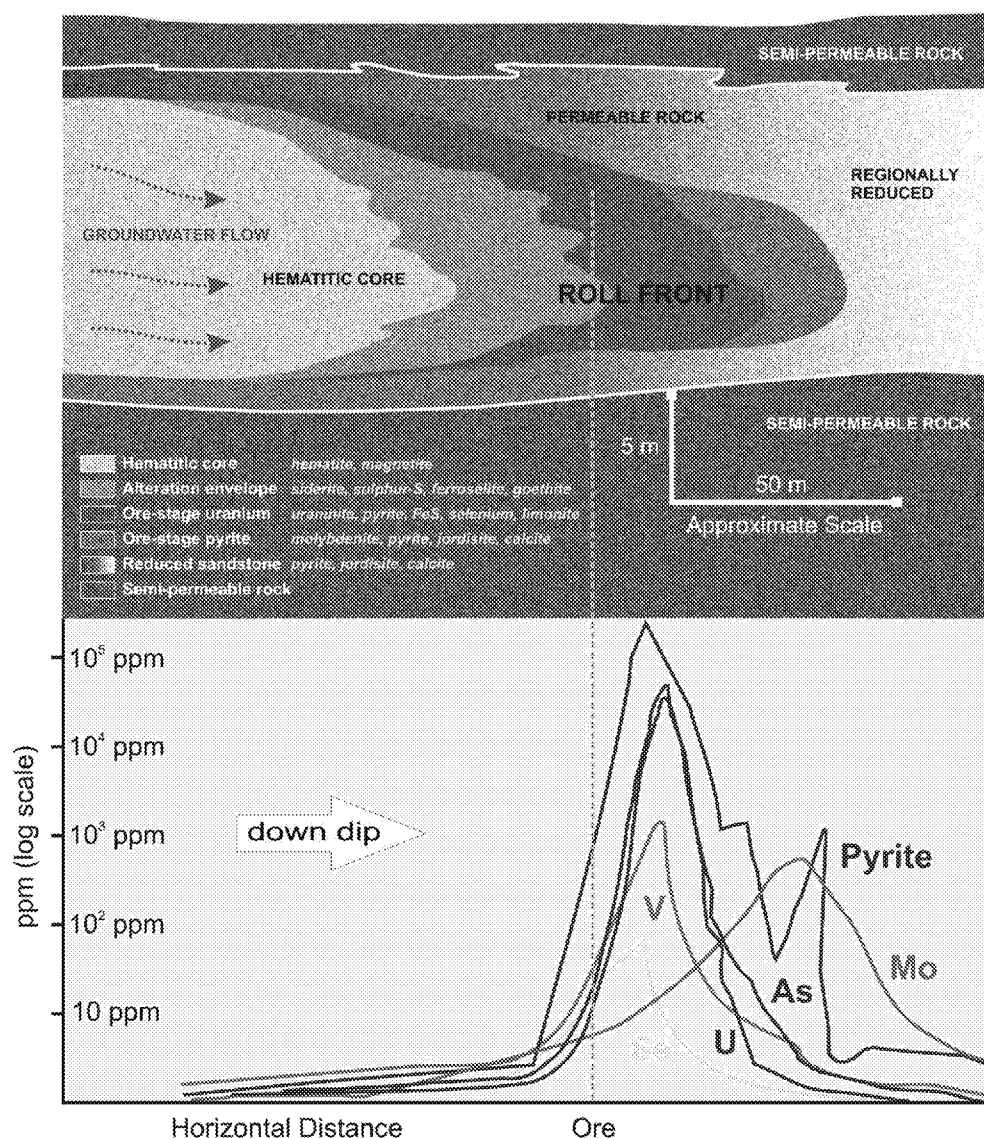 SEMI-PERMEABLE ROCK
PERMEABLE ROCK
REGIONALLY
REDUCED
GROUNDWATER FLOW
HEMATITIC CORE
ROLL FRONT
SEMI-PERMEABLE ROCK
5 m
50 m
Approximate Scale
Hematitic core hematite, magnetite
Alteration envelope siderite, sulphur-S, ferroselite, goethite
Ore-stage uranium uraninite, pyrite, FeS, selenium, limonite
Ore-stage pyrite molybdenite, pyrite, jordisite, calcite
Reduced sandstone pyrite, jordisite, calcite
Semi-permeable rock
10⁵ ppm
10⁴ ppm
10³ ppm
10² ppm
10 ppm
ppm (log scale)
down dip
Pyrite
V
Mo
As
U
Se
Horizontal Distance
Ore